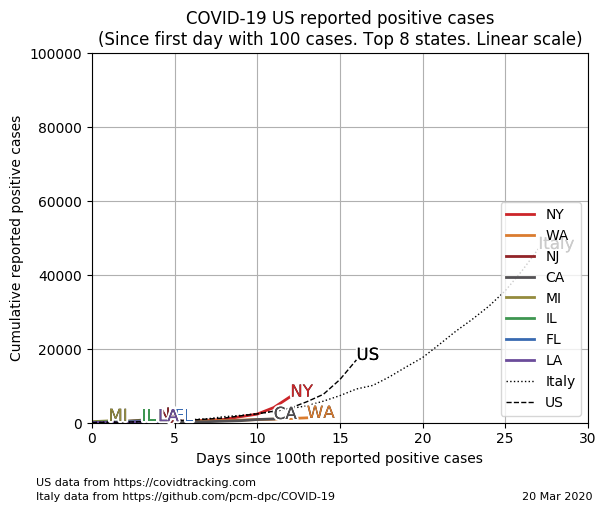 COVID-19 US reported positive cases
(Since first day with 100 cases. Top 8 states. Linear scale)
Cumulative reported positive cases
100000
80000
60000
40000
20000
0
0 5 10 15 20 25 30
Days since 100th reported positive cases
MI
IL
NJ
LA
FL
CA
WA
NY
US
Italy
NY
WA
NJ
CA
MI
IL
FL
LA
Italy
US
US data from https://covidtracking.com
Italy data from https://github.com/pcm-dpc/COVID-19
20 Mar 2020